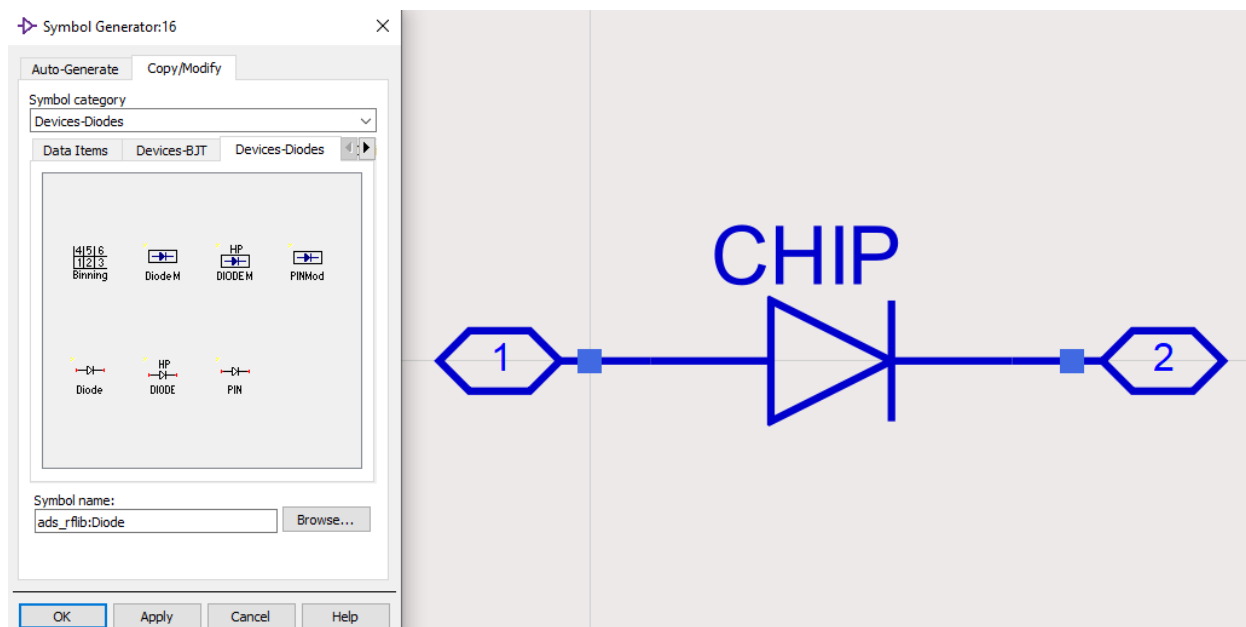 Symbol Generator:16
Auto-Generate
Copy/Modify
Symbol category
Devices-Diodes
Data Items
Devices-BJT
Devices-Diodes
4|5|6
1|2|3
Binning
Diode M
HP
DIODE M
PINMod
Diode
HP
DIODE
PIN
Symbol name:
ads_rflib:Diode
Browse...
OK
Apply
Cancel
Help
CHIP
1
2